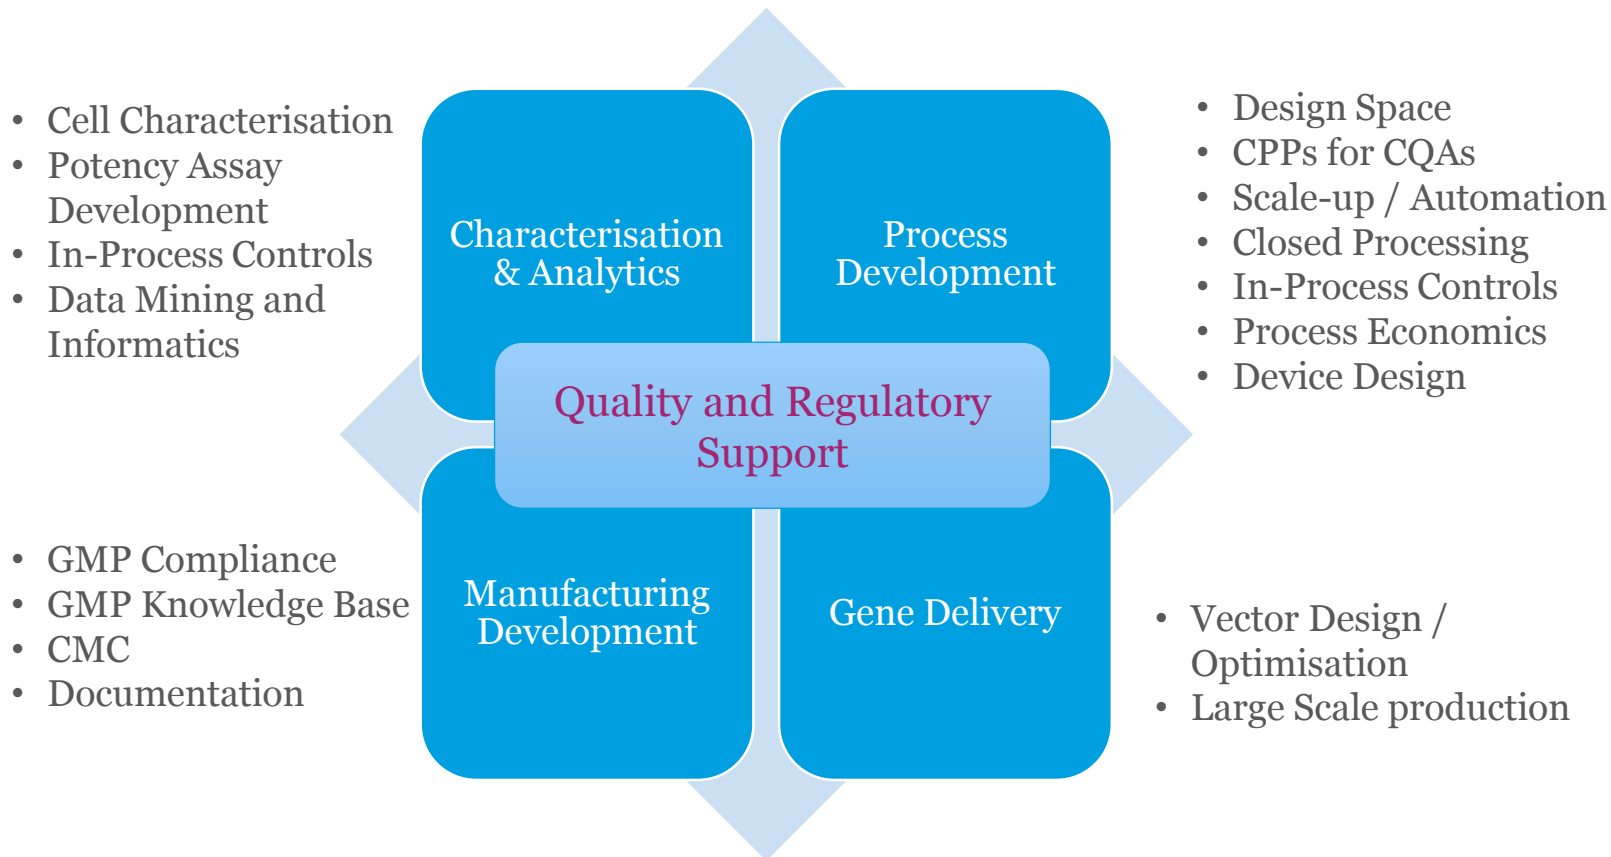 • Cell Characterisation
• Potency Assay
Development
• In-Process Controls
• Data Mining and
Informatics
Characterisation
& Analytics
Process
Development
• Design Space
• CPPs for CQAs
• Scale-up / Automation
• Closed Processing
• In-Process Controls
• Process Economics
• Device Design
Quality and Regulatory
Support
• GMP Compliance
• GMP Knowledge Base
• CMC
• Documentation
Manufacturing
Development
Gene Delivery
• Vector Design /
Optimisation
• Large Scale production